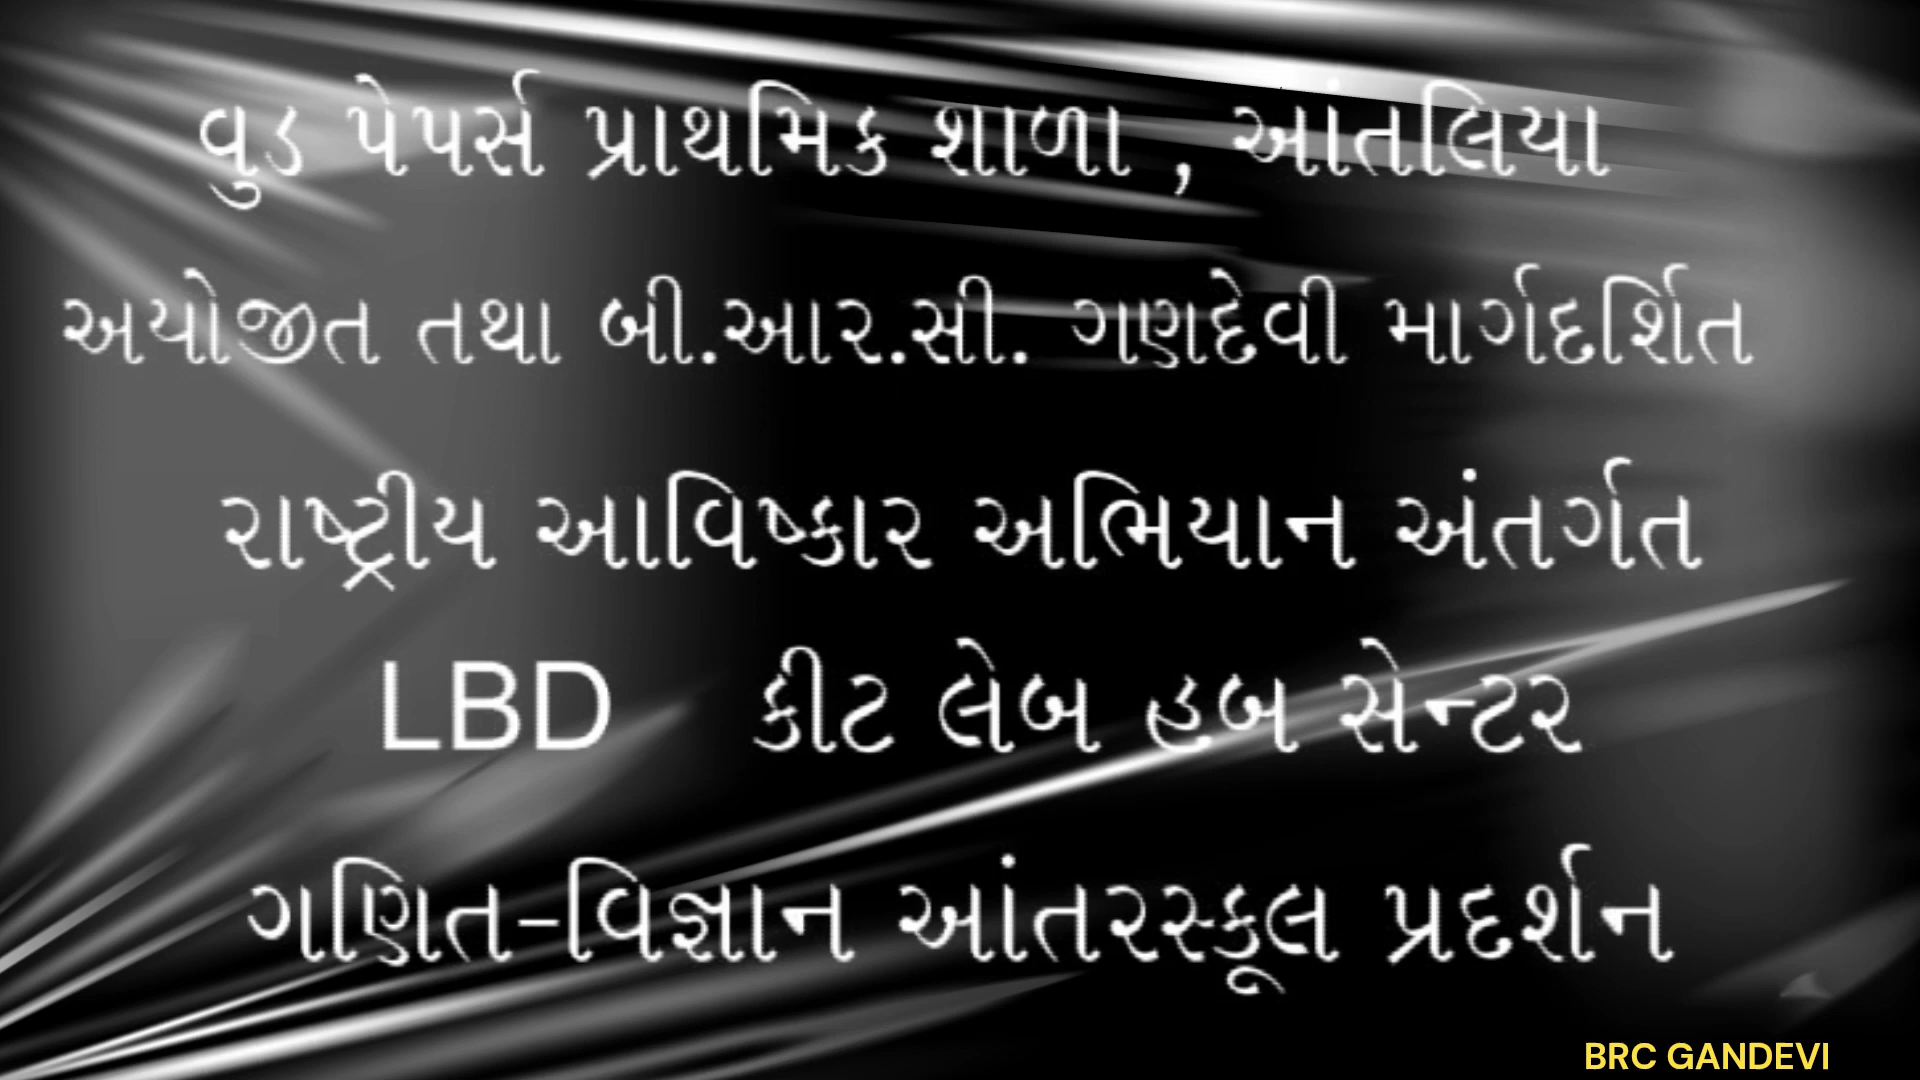 વુડ પેપર્સ પ્રાથમિક શાળા , આંતલિયા
અયોજીત તથા બી.આર.સી. ગણદેવી માર્ગદર્શિત
રાષ્ટ્રીય આવિષ્કાર અભિયાન અંતર્ગત
LBD કીટ લેબ હબ સેન્ટર
ગણિત-વિજ્ઞાન આંતરસ્કૂલ પ્રદર્શન
BRC GANDEVI